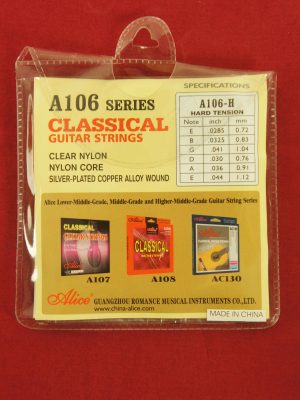 SPECIFICATIONS
A106 SERIES
CLASSICAL
GUITAR STRINGS
CLEAR NYLON
NYLON CORE
SILVER-PLATED COPPER ALLOY WOUND
A106-H
HARD TENSION
Note inch mm
E .0285 0.72
B .0325 0.83
G .041 1.04
D .030 0.76
A .036 0.91
E .044 1.12
Alice Lower-Middle-Grade, Middle-Grade and Higher-Middle-Grade Guitar String Series
CLASSICAL
CLASSICAL
A107
A108
AC130
Alice
GUANGZHOU ROMANCE MUSICAL INSTRUMENTS CO.,LTD.
www.china-alice.com
MADE IN CHINA